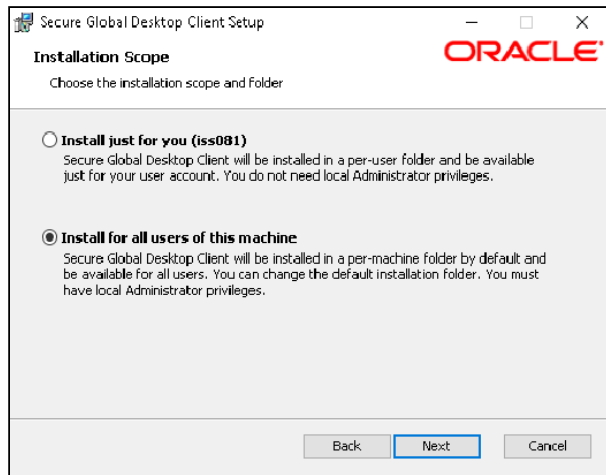 Secure Global Desktop Client Setup
ORACLE
Installation Scope
Choose the installation scope and folder
Install just for you (iss081)
Secure Global Desktop Client will be installed in a per-user folder and be available
just for your user account. You do not need local Administrator privileges.
Install for all users of this machine
Secure Global Desktop Client will be installed in a per-machine folder by default and
be available for all users. You can change the default installation folder. You must
have local Administrator privileges.
Back Next Cancel